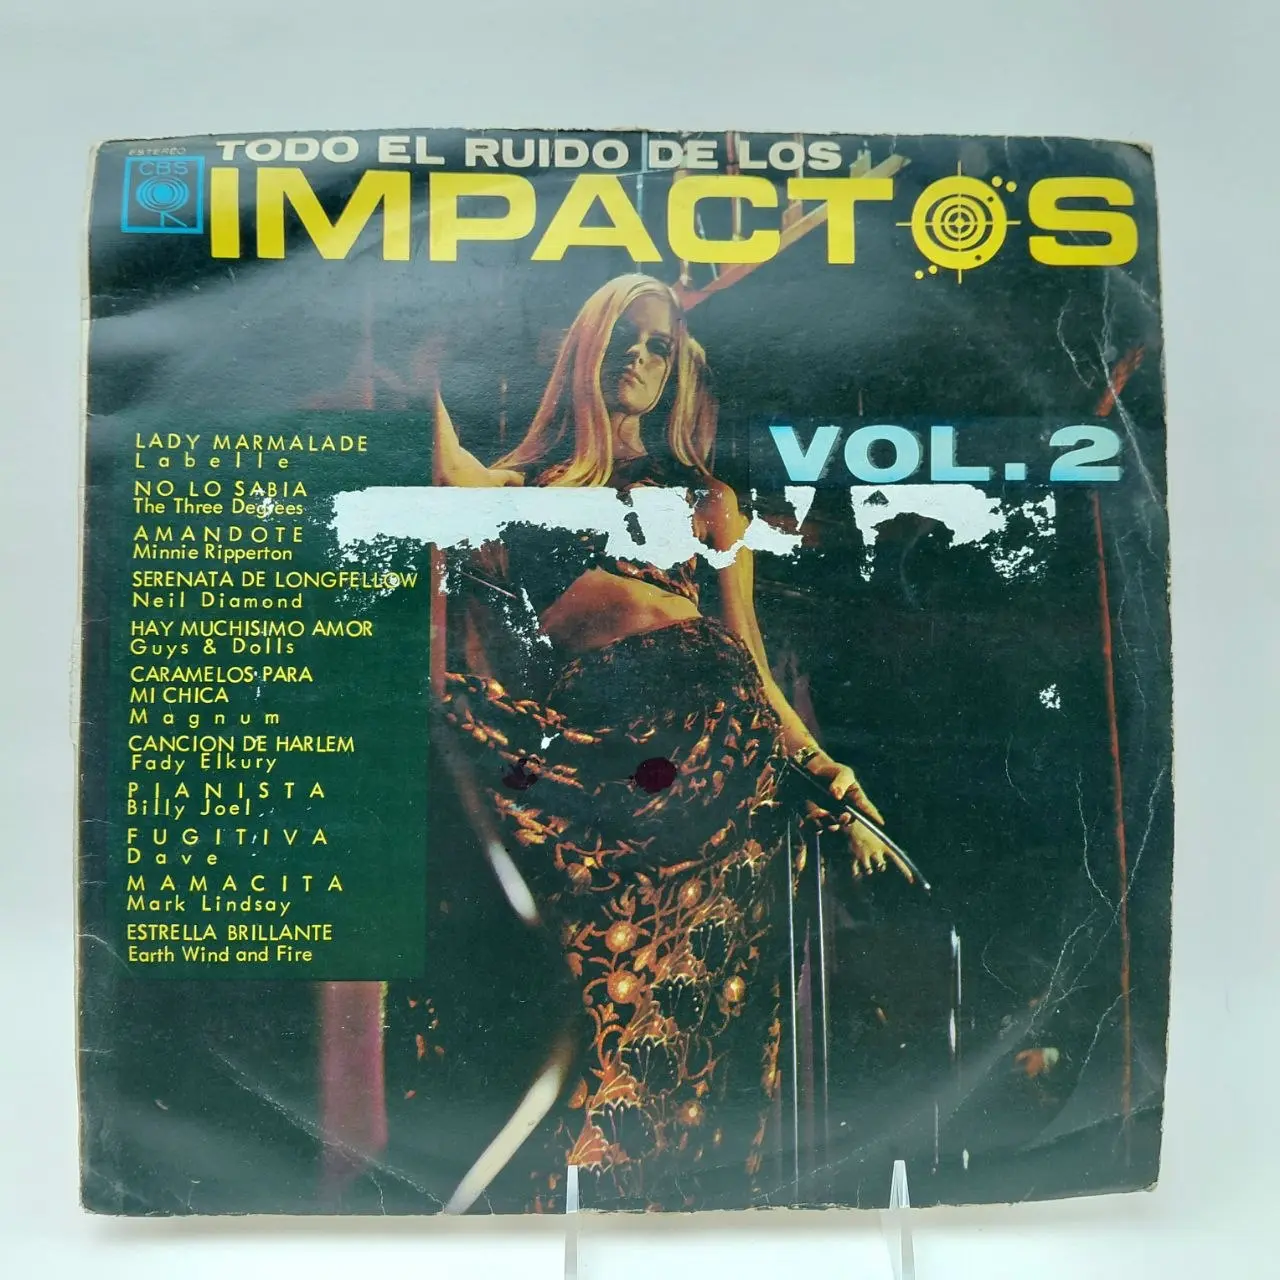 ESTEREO
CBS
TODO EL RUIDO DE LOS
IMPACTOS
VOL. 2
LADY MARMALADE
Labelle
NO LO SABIA
The Three Degrees
AMANDOTE
Minnie Ripperton
SERENATA DE LONGFELLOW
Neil Diamond
HAY MUCHISIMO AMOR
Guys & Dolls
CARAMELOS PARA
MI CHICA
Magnum
CANCION DE HARLEM
Fady Elkury
PIANISTA
Billy Joel
FUGITIVA
Dave
MAMACITA
Mark Lindsay
ESTRELLA BRILLANTE
Earth Wind and Fire